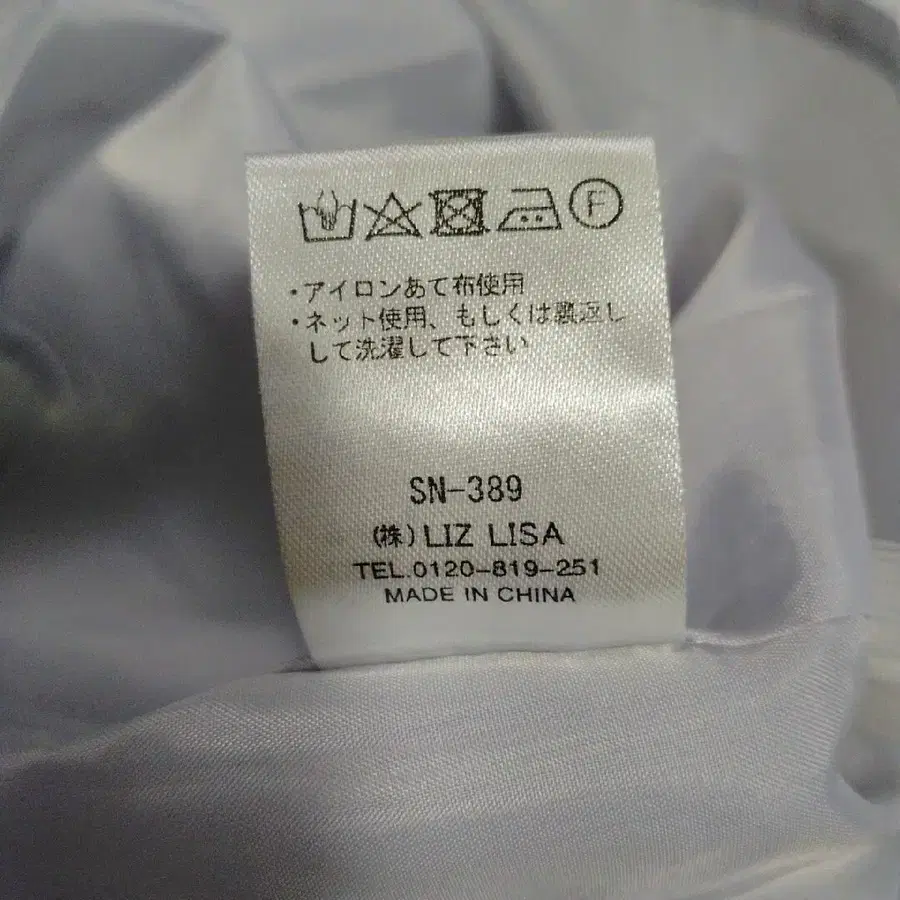 F
・アイロンあて布使用
・ネット使用、もしくは裏返し
して洗濯して下さい
SN-389
(株)LIZ LISA
TEL.0120-819-251
MADE IN CHINA